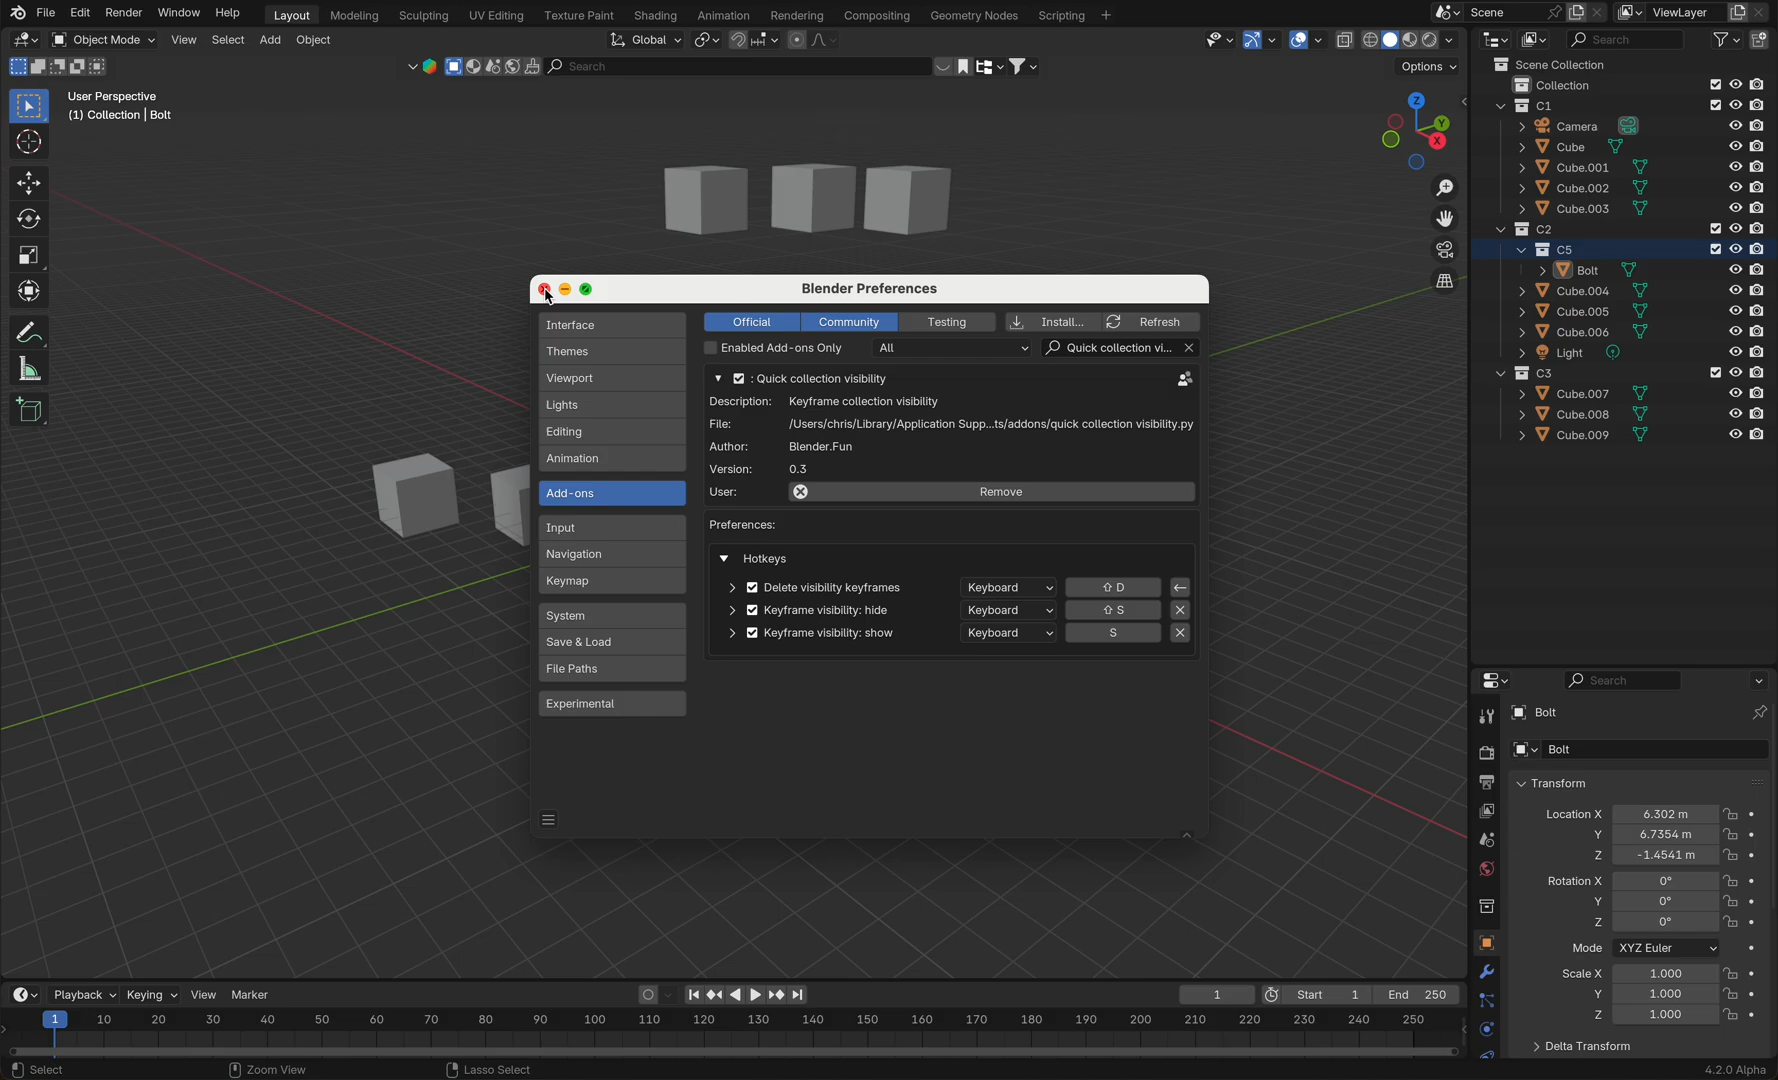 File Edit Render Window Help Layout Modeling Sculpting UV Editing Texture Paint Shading Animation Rendering Compositing Geometry Nodes Scripting + Scene ViewLayer
Object Mode View Select Add Object Global Search
Search Options
User Perspective
(1) Collection | Bolt
Z
Y
X
Scene Collection
Collection
C1
Camera
Cube
Cube.001
Cube.002
Cube.003
C2
C5
Bolt
Cube.004
Cube.005
Cube.006
Light
C3
Cube.007
Cube.008
Cube.009
Blender Preferences
Interface
Themes
Viewport
Lights
Editing
Animation
Add-ons
Input
Navigation
Keymap
System
Save & Load
File Paths
Experimental
Official Community Testing Install... Refresh
Enabled Add-ons Only All Quick collection vi...
: Quick collection visibility
Description: Keyframe collection visibility
File: /Users/chris/Library/Application Supp...ts/addons/quick collection visibility.py
Author: Blender.Fun
Version: 0.3
User: Remove
Preferences:
Hotkeys
Delete visibility keyframes Keyboard ⇧ D
Keyframe visibility: hide Keyboard ⇧ S
Keyframe visibility: show Keyboard S
Search
Bolt
Bolt
Transform
Location X 6.302 m
Y 6.7354 m
Z -1.4541 m
Rotation X 0°
Y 0°
Z 0°
Mode XYZ Euler
Scale X 1.000
Y 1.000
Z 1.000
Delta Transform
Playback Keying View Marker 1 Start 1 End 250
1 10 20 30 40 50 60 70 80 90 100 110 120 130 140 150 160 170 180 190 200 210 220 230 240 250
Select Zoom View Lasso Select 4.2.0 Alpha